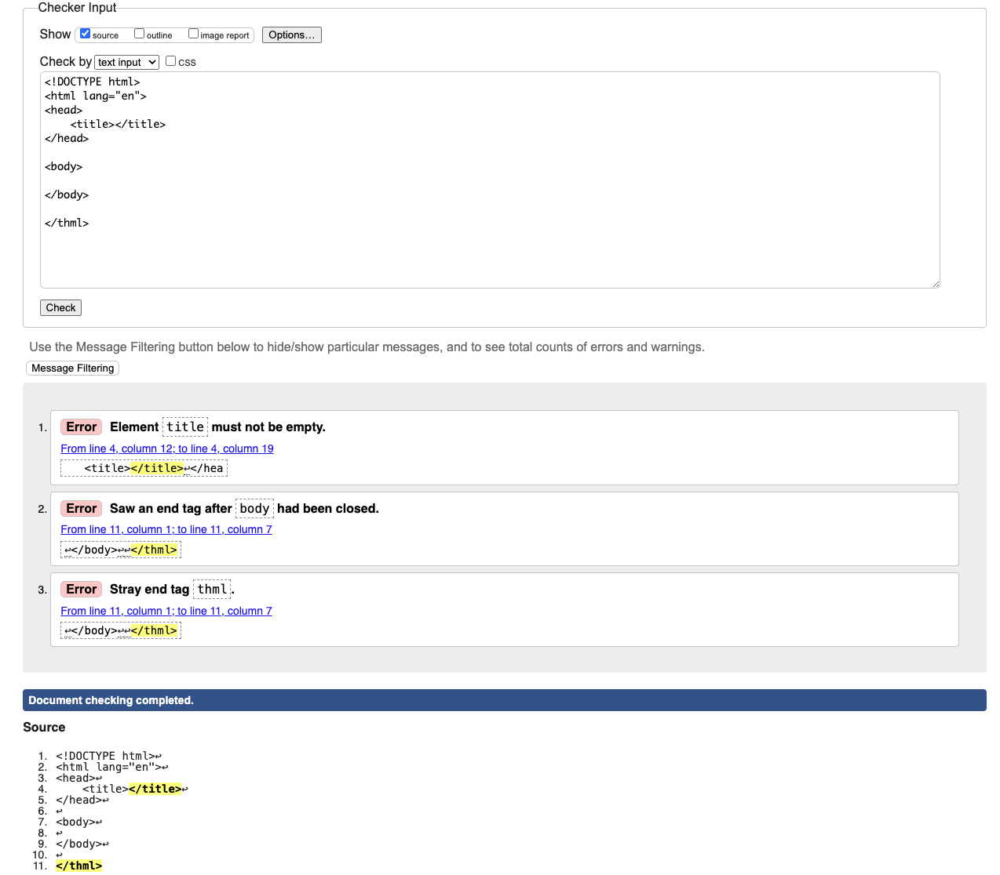 Checker Input
Show source outline image report Options...
Check by text input CSS
<!DOCTYPE html>
<html lang="en">
<head>
    <title></title>
</head>
<body>
</body>
</thml>
Check
Use the Message Filtering button below to hide/show particular messages, and to see total counts of errors and warnings.
Message Filtering
1. Error Element title must not be empty.
From line 4, column 12; to line 4, column 19
<title></title>↩</hea
2. Error Saw an end tag after body had been closed.
From line 11, column 1; to line 11, column 7
↩</body>↩↩</thml>
3. Error Stray end tag thml.
From line 11, column 1; to line 11, column 7
↩</body>↩↩</thml>
Document checking completed.
Source
1. <!DOCTYPE html>↩
2. <html lang="en">↩
3. <head>↩
4.     <title></title>↩
5. </head>↩
6. ↩
7. <body>↩
8. ↩
9. </body>↩
10. ↩
11. </thml>